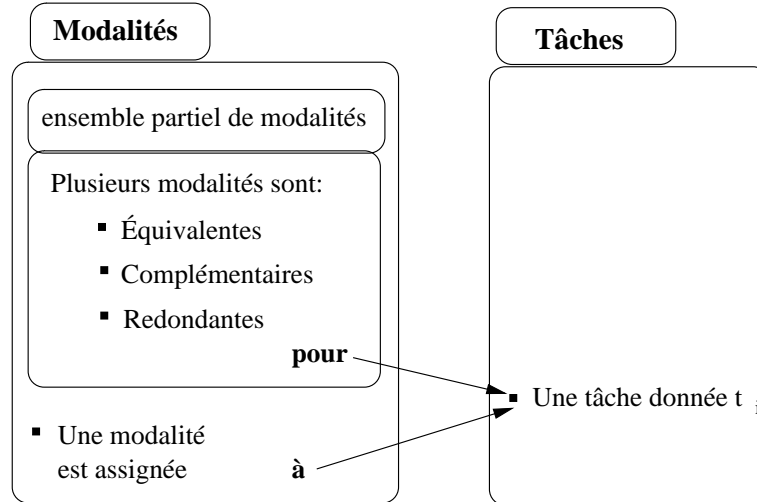 Modalités
Tâches
ensemble partiel de modalités
Plusieurs modalités sont:
▪ Équivalentes
▪ Complémentaires
▪ Redondantes
pour
▪ Une tâche donnée t i
▪ Une modalité
est assignée à